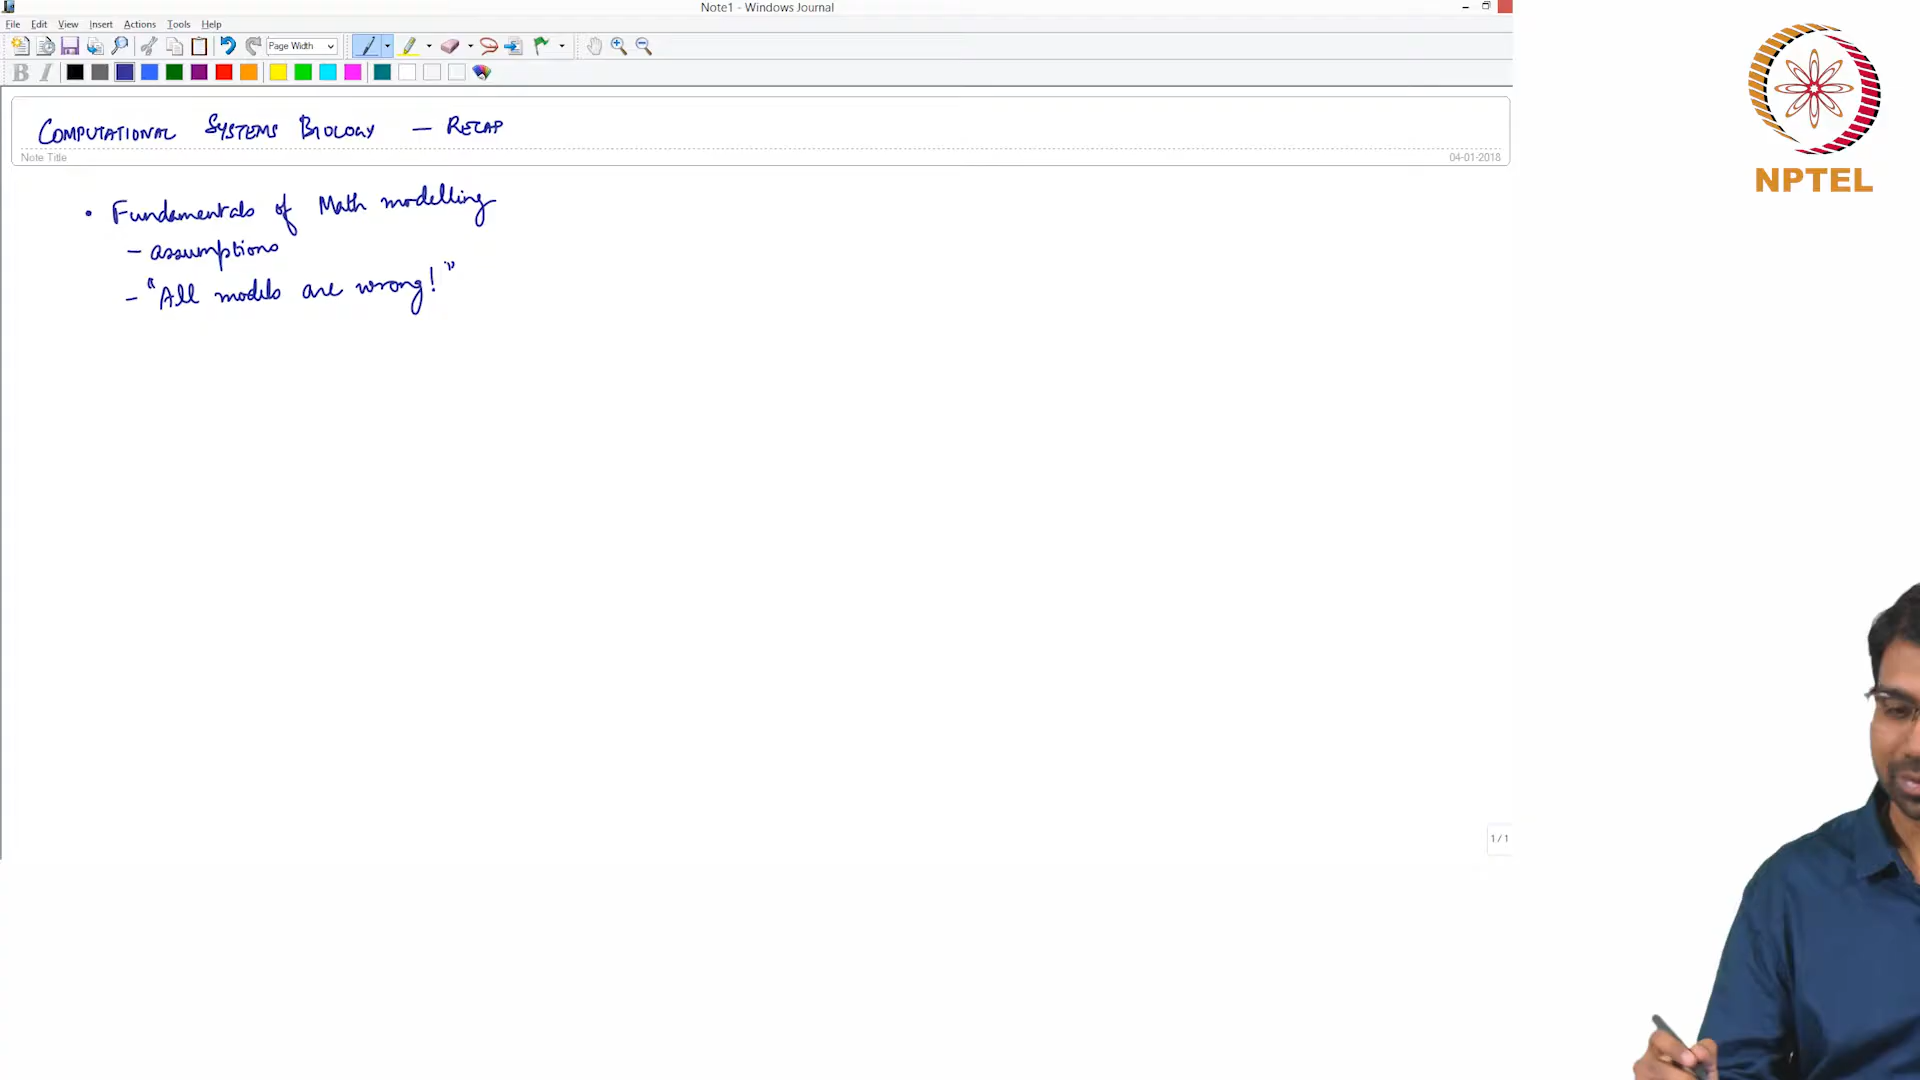 Note1 - Windows Journal
File Edit View Insert Actions Tools Help
Page Width
B I
COMPUTATIONAL SYSTEMS BIOLOGY — RECAP
Note Title 04-01-2018
• Fundamentals of Math modelling
- assumptions
- "All models are wrong!"
1 / 1
NPTEL